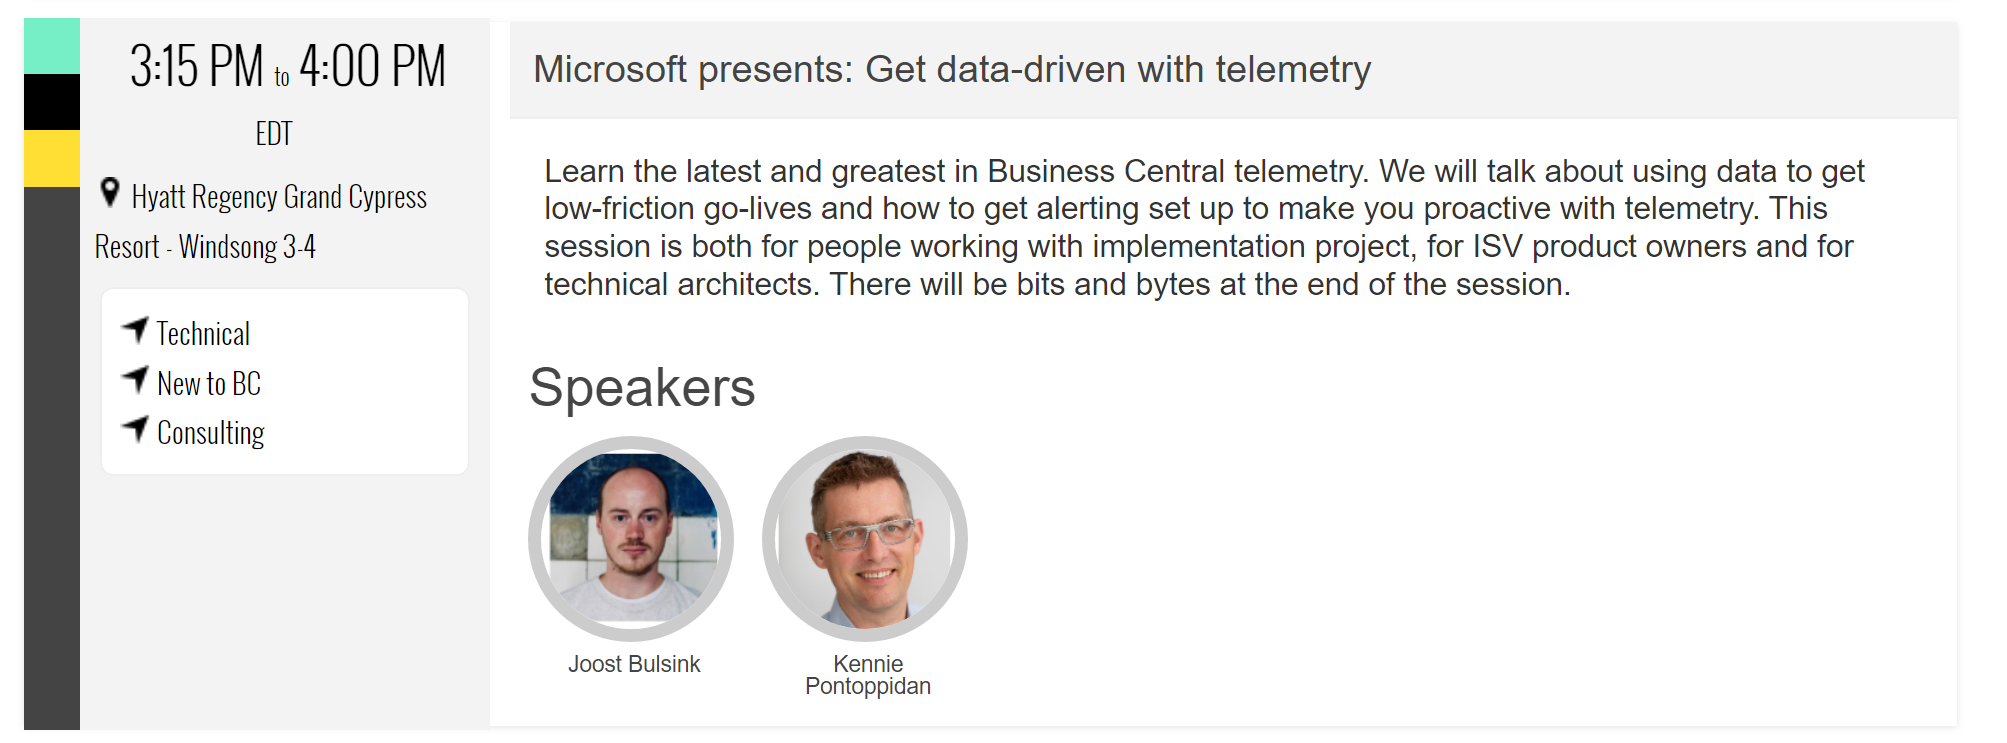 3:15 PM to 4:00 PM
EDT
Hyatt Regency Grand Cypress
Resort - Windsong 3-4
Technical
New to BC
Consulting
Microsoft presents: Get data-driven with telemetry
Learn the latest and greatest in Business Central telemetry. We will talk about using data to get
low-friction go-lives and how to get alerting set up to make you proactive with telemetry. This
session is both for people working with implementation project, for ISV product owners and for
technical architects. There will be bits and bytes at the end of the session.
Speakers
Joost Bulsink
Kennie
Pontoppidan